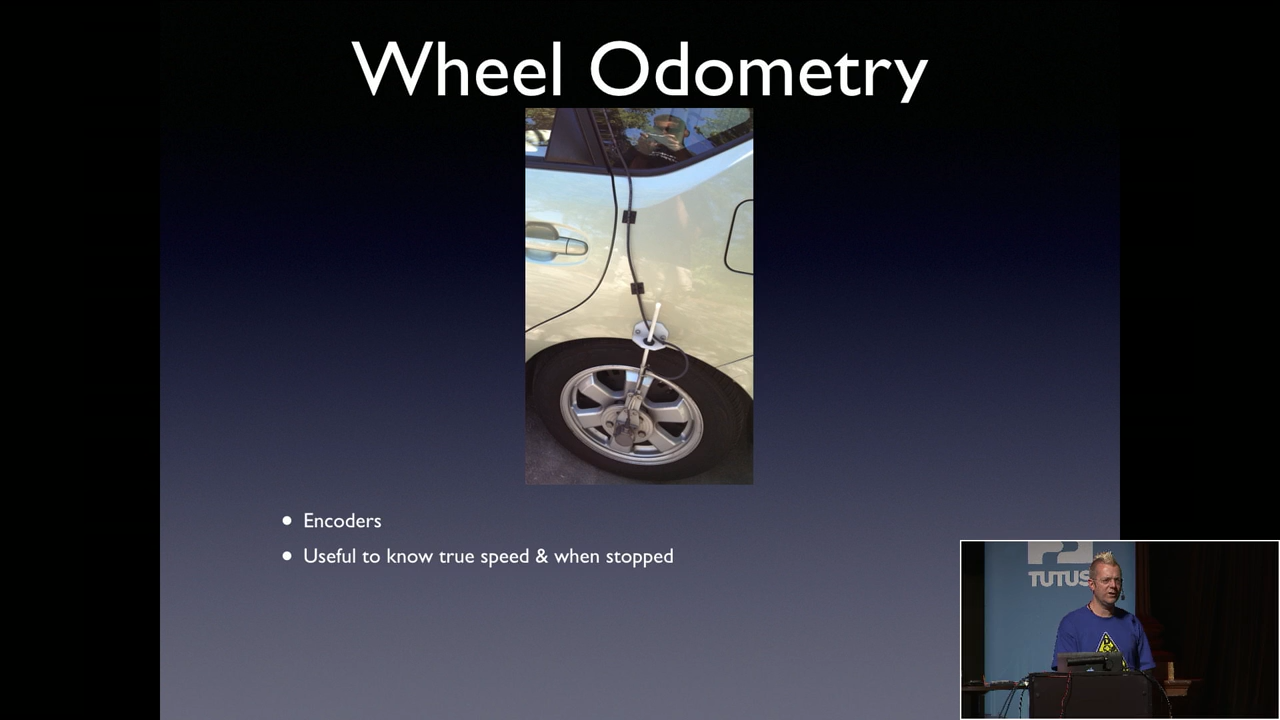 Wheel Odometry
• Encoders
• Useful to know true speed & when stopped
TUTUS